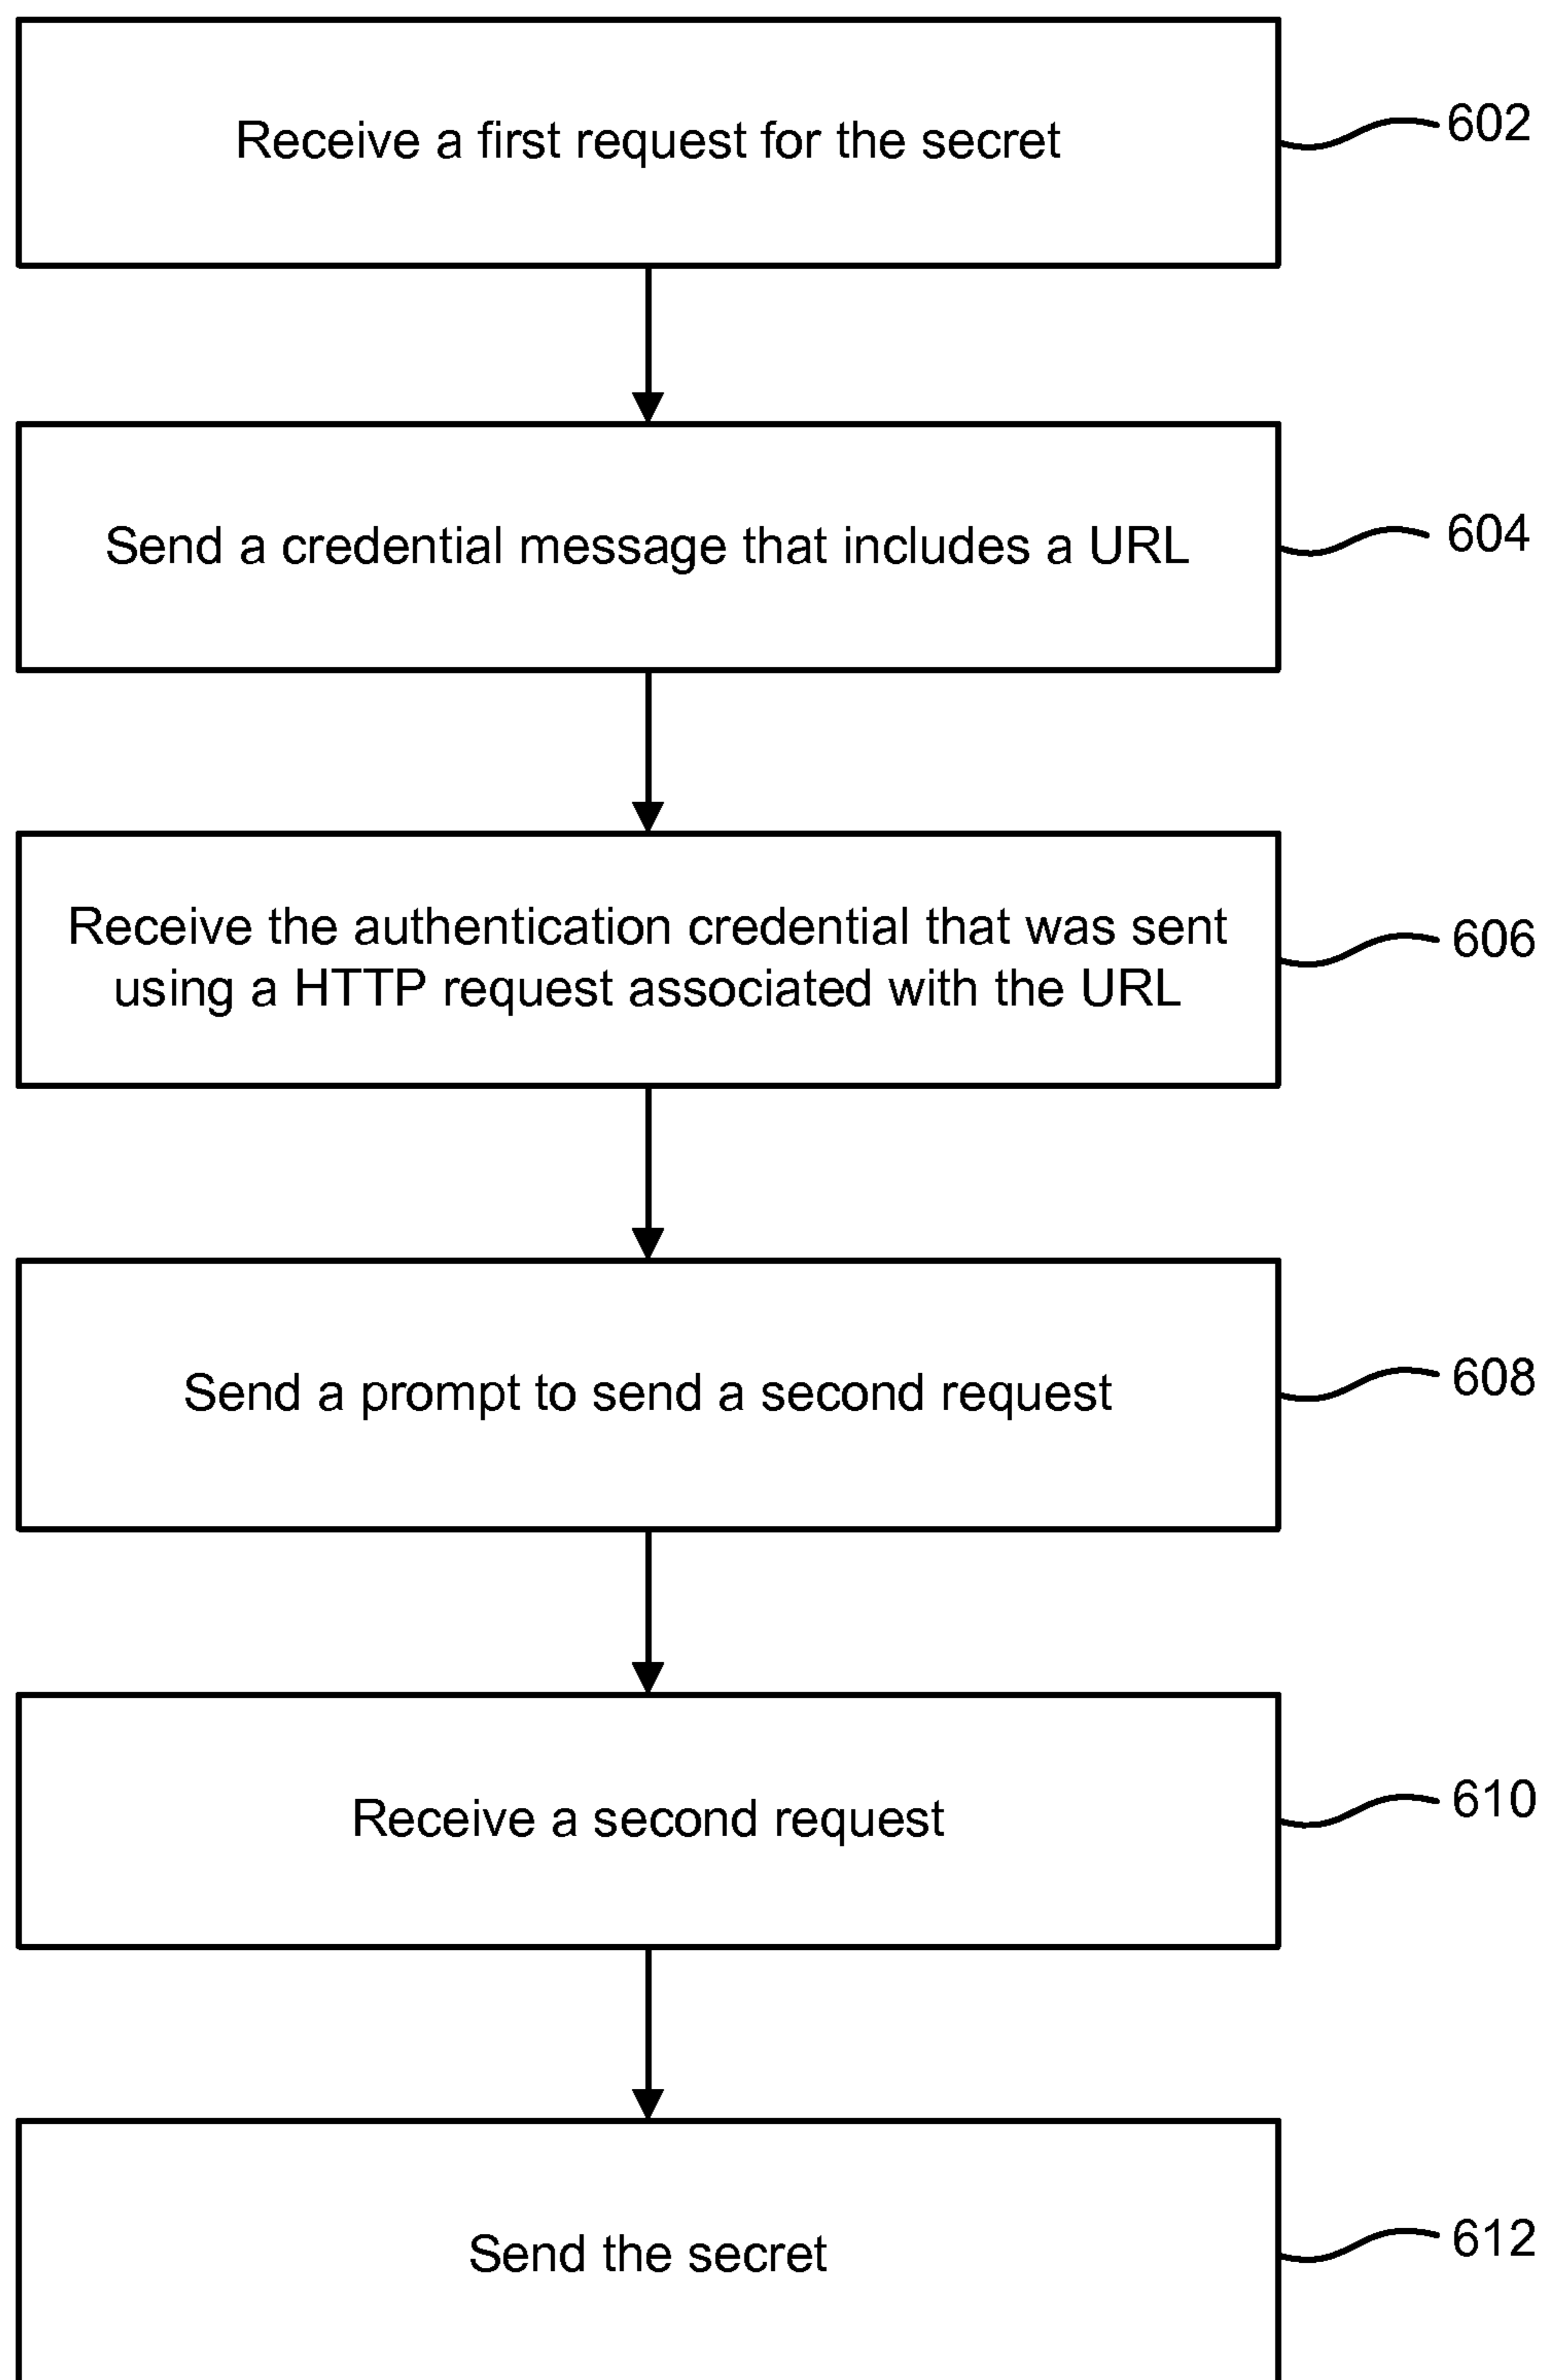 Receive a first request for the secret
602
Send a credential message that includes a URL
604
Receive the authentication credential that was sent
using a HTTP request associated with the URL
606
Send a prompt to send a second request
608
Receive a second request
610
Send the secret
612